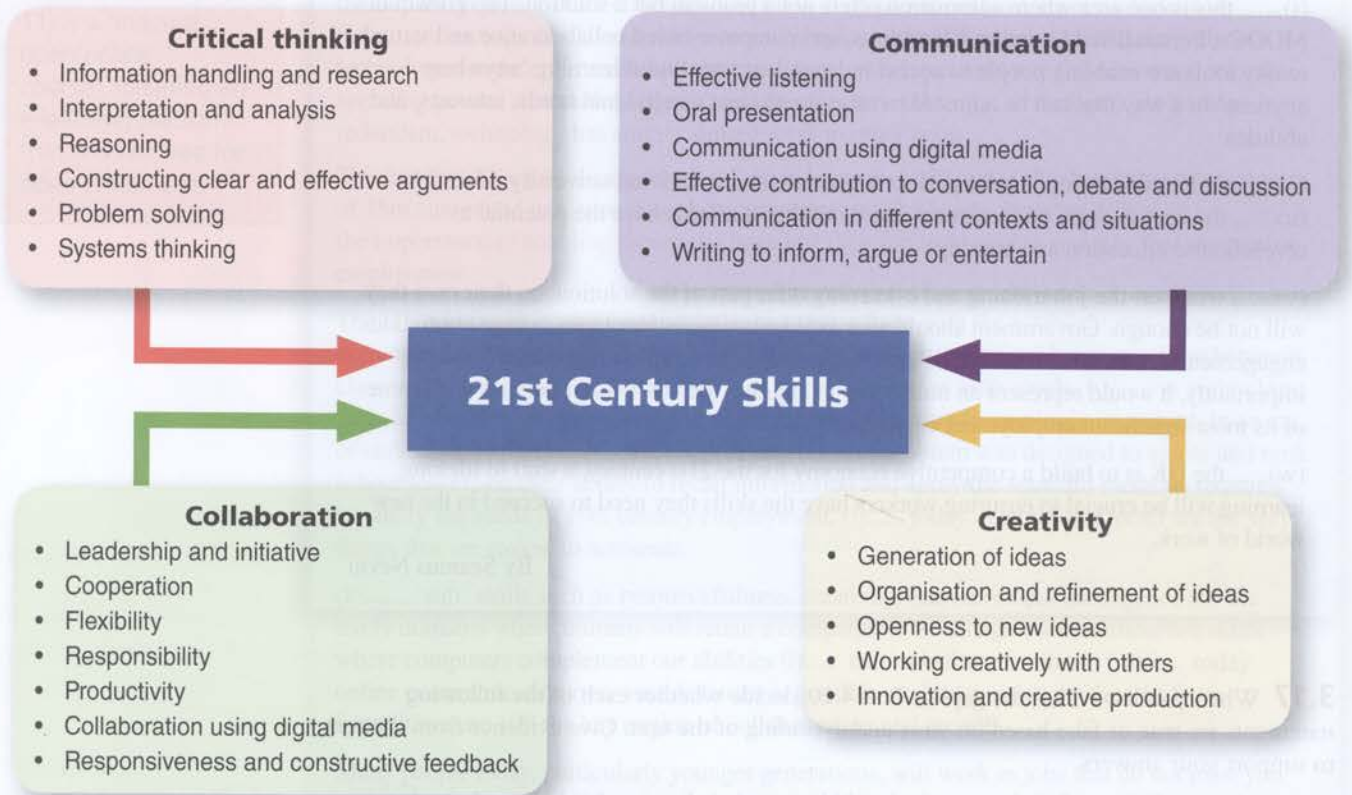 Critical thinking
• Information handling and research
• Interpretation and analysis
• Reasoning
• Constructing clear and effective arguments
• Problem solving
• Systems thinking
Communication
• Effective listening
• Oral presentation
• Communication using digital media
• Effective contribution to conversation, debate and discussion
• Communication in different contexts and situations
• Writing to inform, argue or entertain
21st Century Skills
Collaboration
• Leadership and initiative
• Cooperation
• Flexibility
• Responsibility
• Productivity
• Collaboration using digital media
• Responsiveness and constructive feedback
Creativity
• Generation of ideas
• Organisation and refinement of ideas
• Openness to new ideas
• Working creatively with others
• Innovation and creative production